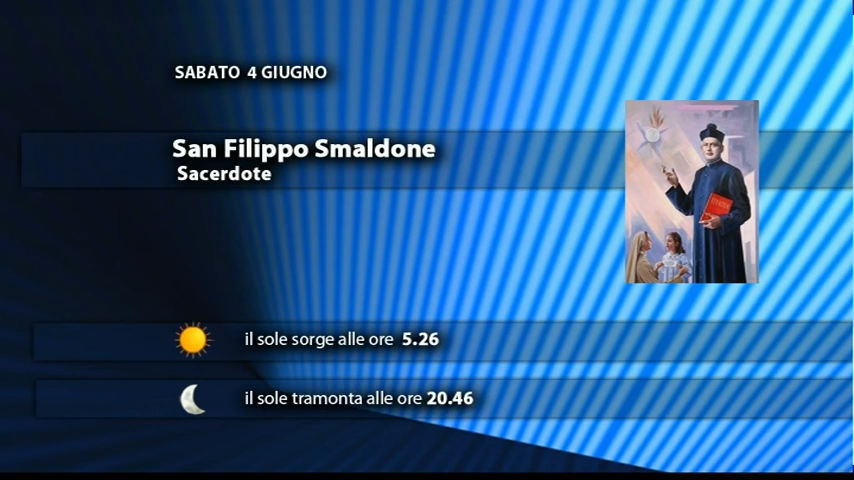 SABATO 4 GIUGNO
San Filippo Smaldone
Sacerdote
il sole sorge alle ore 5.26
il sole tramonta alle ore 20.46